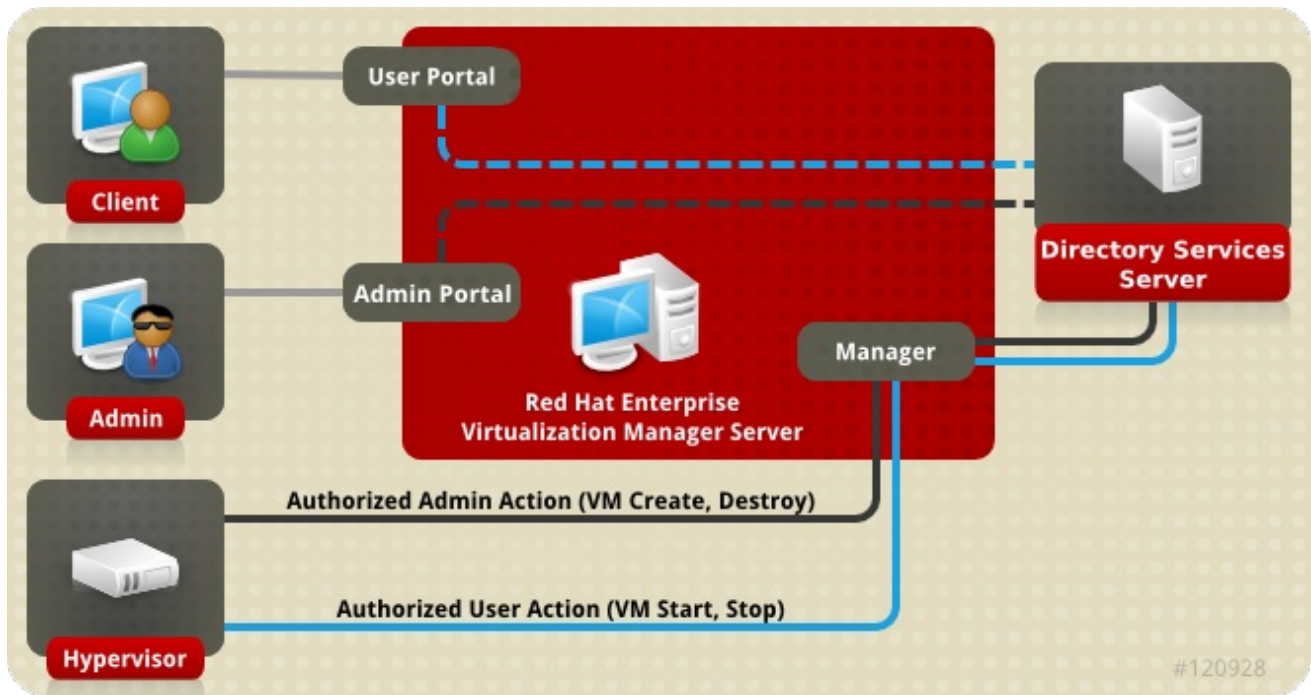 User Portal
Client
Directory Services
Server
Admin Portal
Admin
Manager
Red Hat Enterprise
Virtualization Manager Server
Authorized Admin Action (VM Create, Destroy)
Authorized User Action (VM Start, Stop)
Hypervisor
#120928